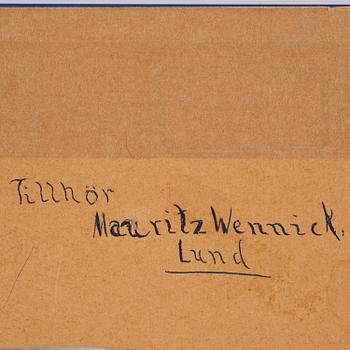 Tillhör
Mauritz Wennick.
Lund